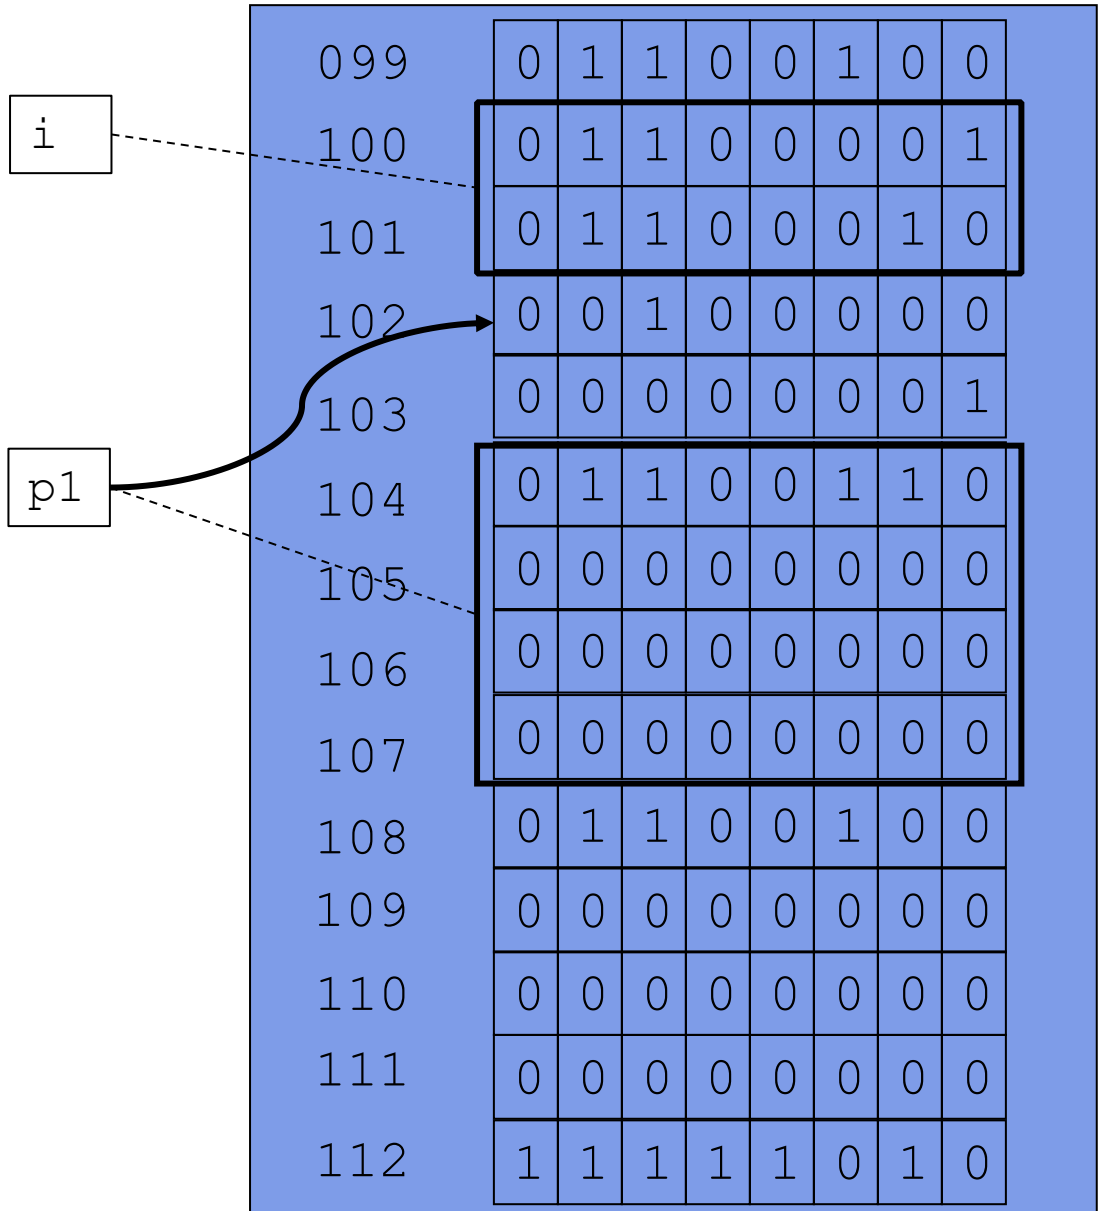 099 0 1 1 0 0 1 0 0
i
100 0 1 1 0 0 0 0 1
101 0 1 1 0 0 0 1 0
102 0 0 1 0 0 0 0 0
103 0 0 0 0 0 0 0 1
p1
104 0 1 1 0 0 1 1 0
105 0 0 0 0 0 0 0 0
106 0 0 0 0 0 0 0 0
107 0 0 0 0 0 0 0 0
108 0 1 1 0 0 1 0 0
109 0 0 0 0 0 0 0 0
110 0 0 0 0 0 0 0 0
111 0 0 0 0 0 0 0 0
112 1 1 1 1 1 0 1 0